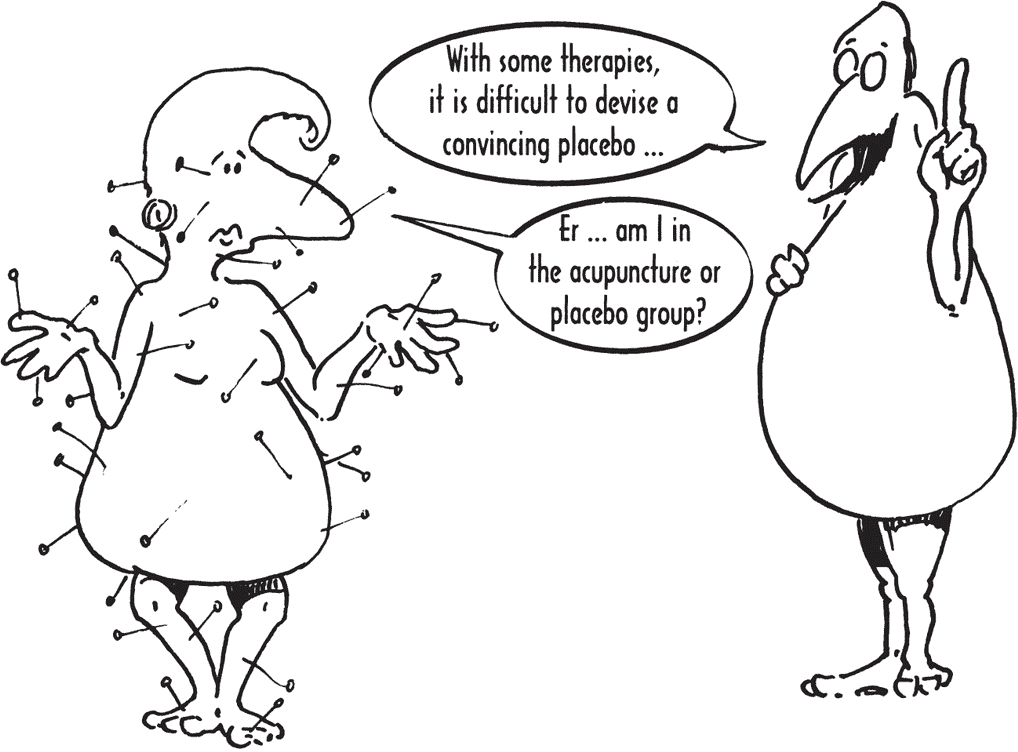 With some therapies,
it is difficult to devise a
convincing placebo ...
Er ... am I in
the acupuncture or
placebo group?